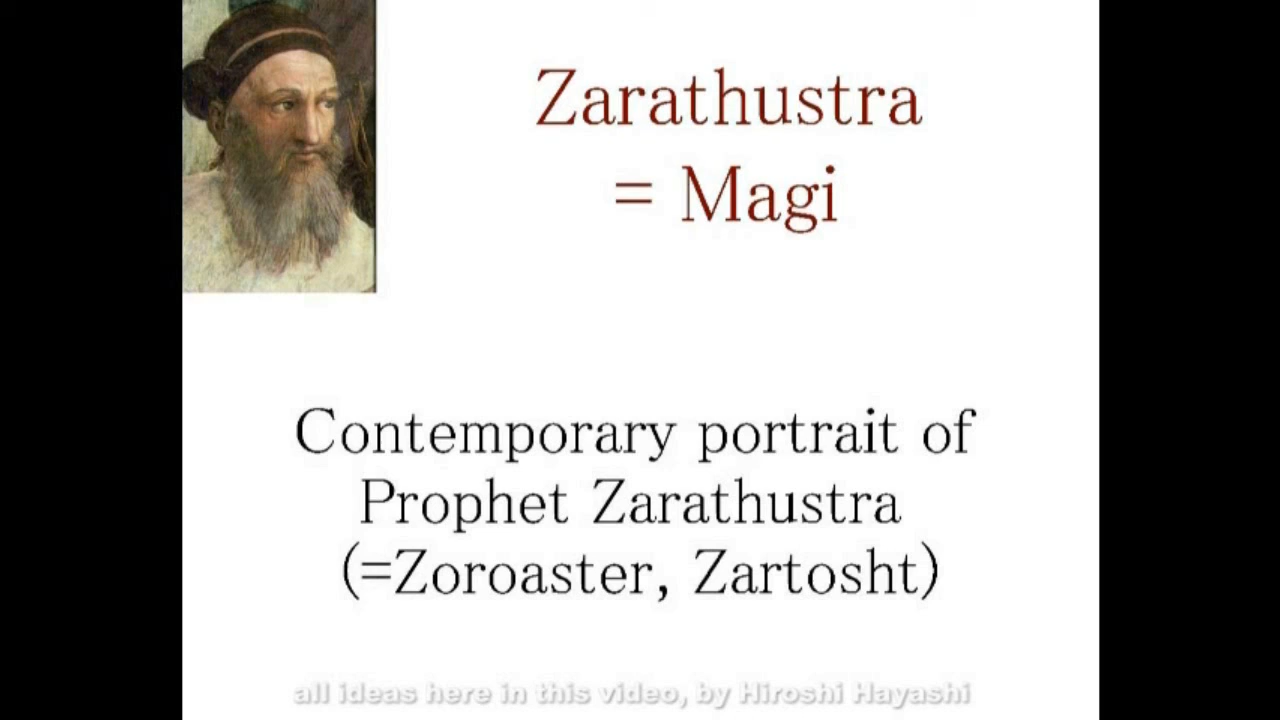 Zarathustra
= Magi
Contemporary portrait of
Prophet Zarathustra
(=Zoroaster, Zartosht)
all ideas here in this video, by Hiroshi Hayashi